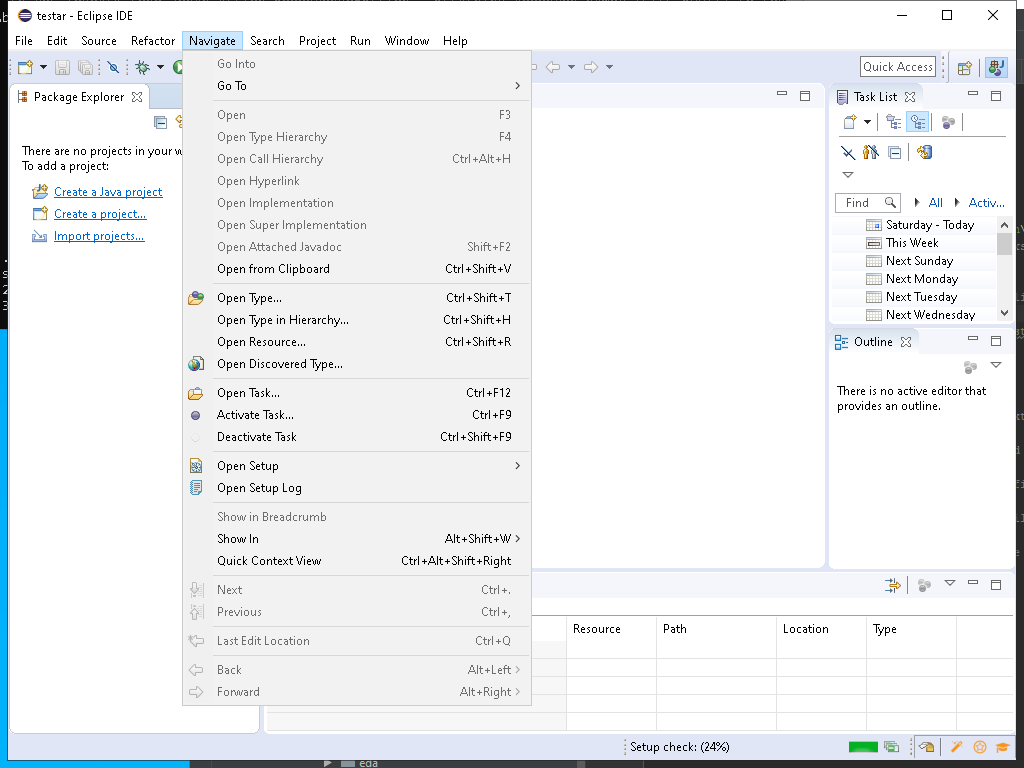 testar - Eclipse IDE
File Edit Source Refactor Navigate Search Project Run Window Help
Quick Access
Package Explorer
There are no projects in your w
To add a project:
Create a Java project
Create a project...
Import projects...
Go Into
Go To
Open F3
Open Type Hierarchy F4
Open Call Hierarchy Ctrl+Alt+H
Open Hyperlink
Open Implementation
Open Super Implementation
Open Attached Javadoc Shift+F2
Open from Clipboard Ctrl+Shift+V
Open Type... Ctrl+Shift+T
Open Type in Hierarchy... Ctrl+Shift+H
Open Resource... Ctrl+Shift+R
Open Discovered Type...
Open Task... Ctrl+F12
Activate Task... Ctrl+F9
Deactivate Task Ctrl+Shift+F9
Open Setup
Open Setup Log
Show in Breadcrumb
Show In Alt+Shift+W
Quick Context View Ctrl+Alt+Shift+Right
Next Ctrl+.
Previous Ctrl+,
Last Edit Location Ctrl+Q
Back Alt+Left
Forward Alt+Right
Task List
Find All Activ...
Saturday - Today
This Week
Next Sunday
Next Monday
Next Tuesday
Next Wednesday
Outline
There is no active editor that
provides an outline.
Resource Path Location Type
Setup check: (24%)
eda